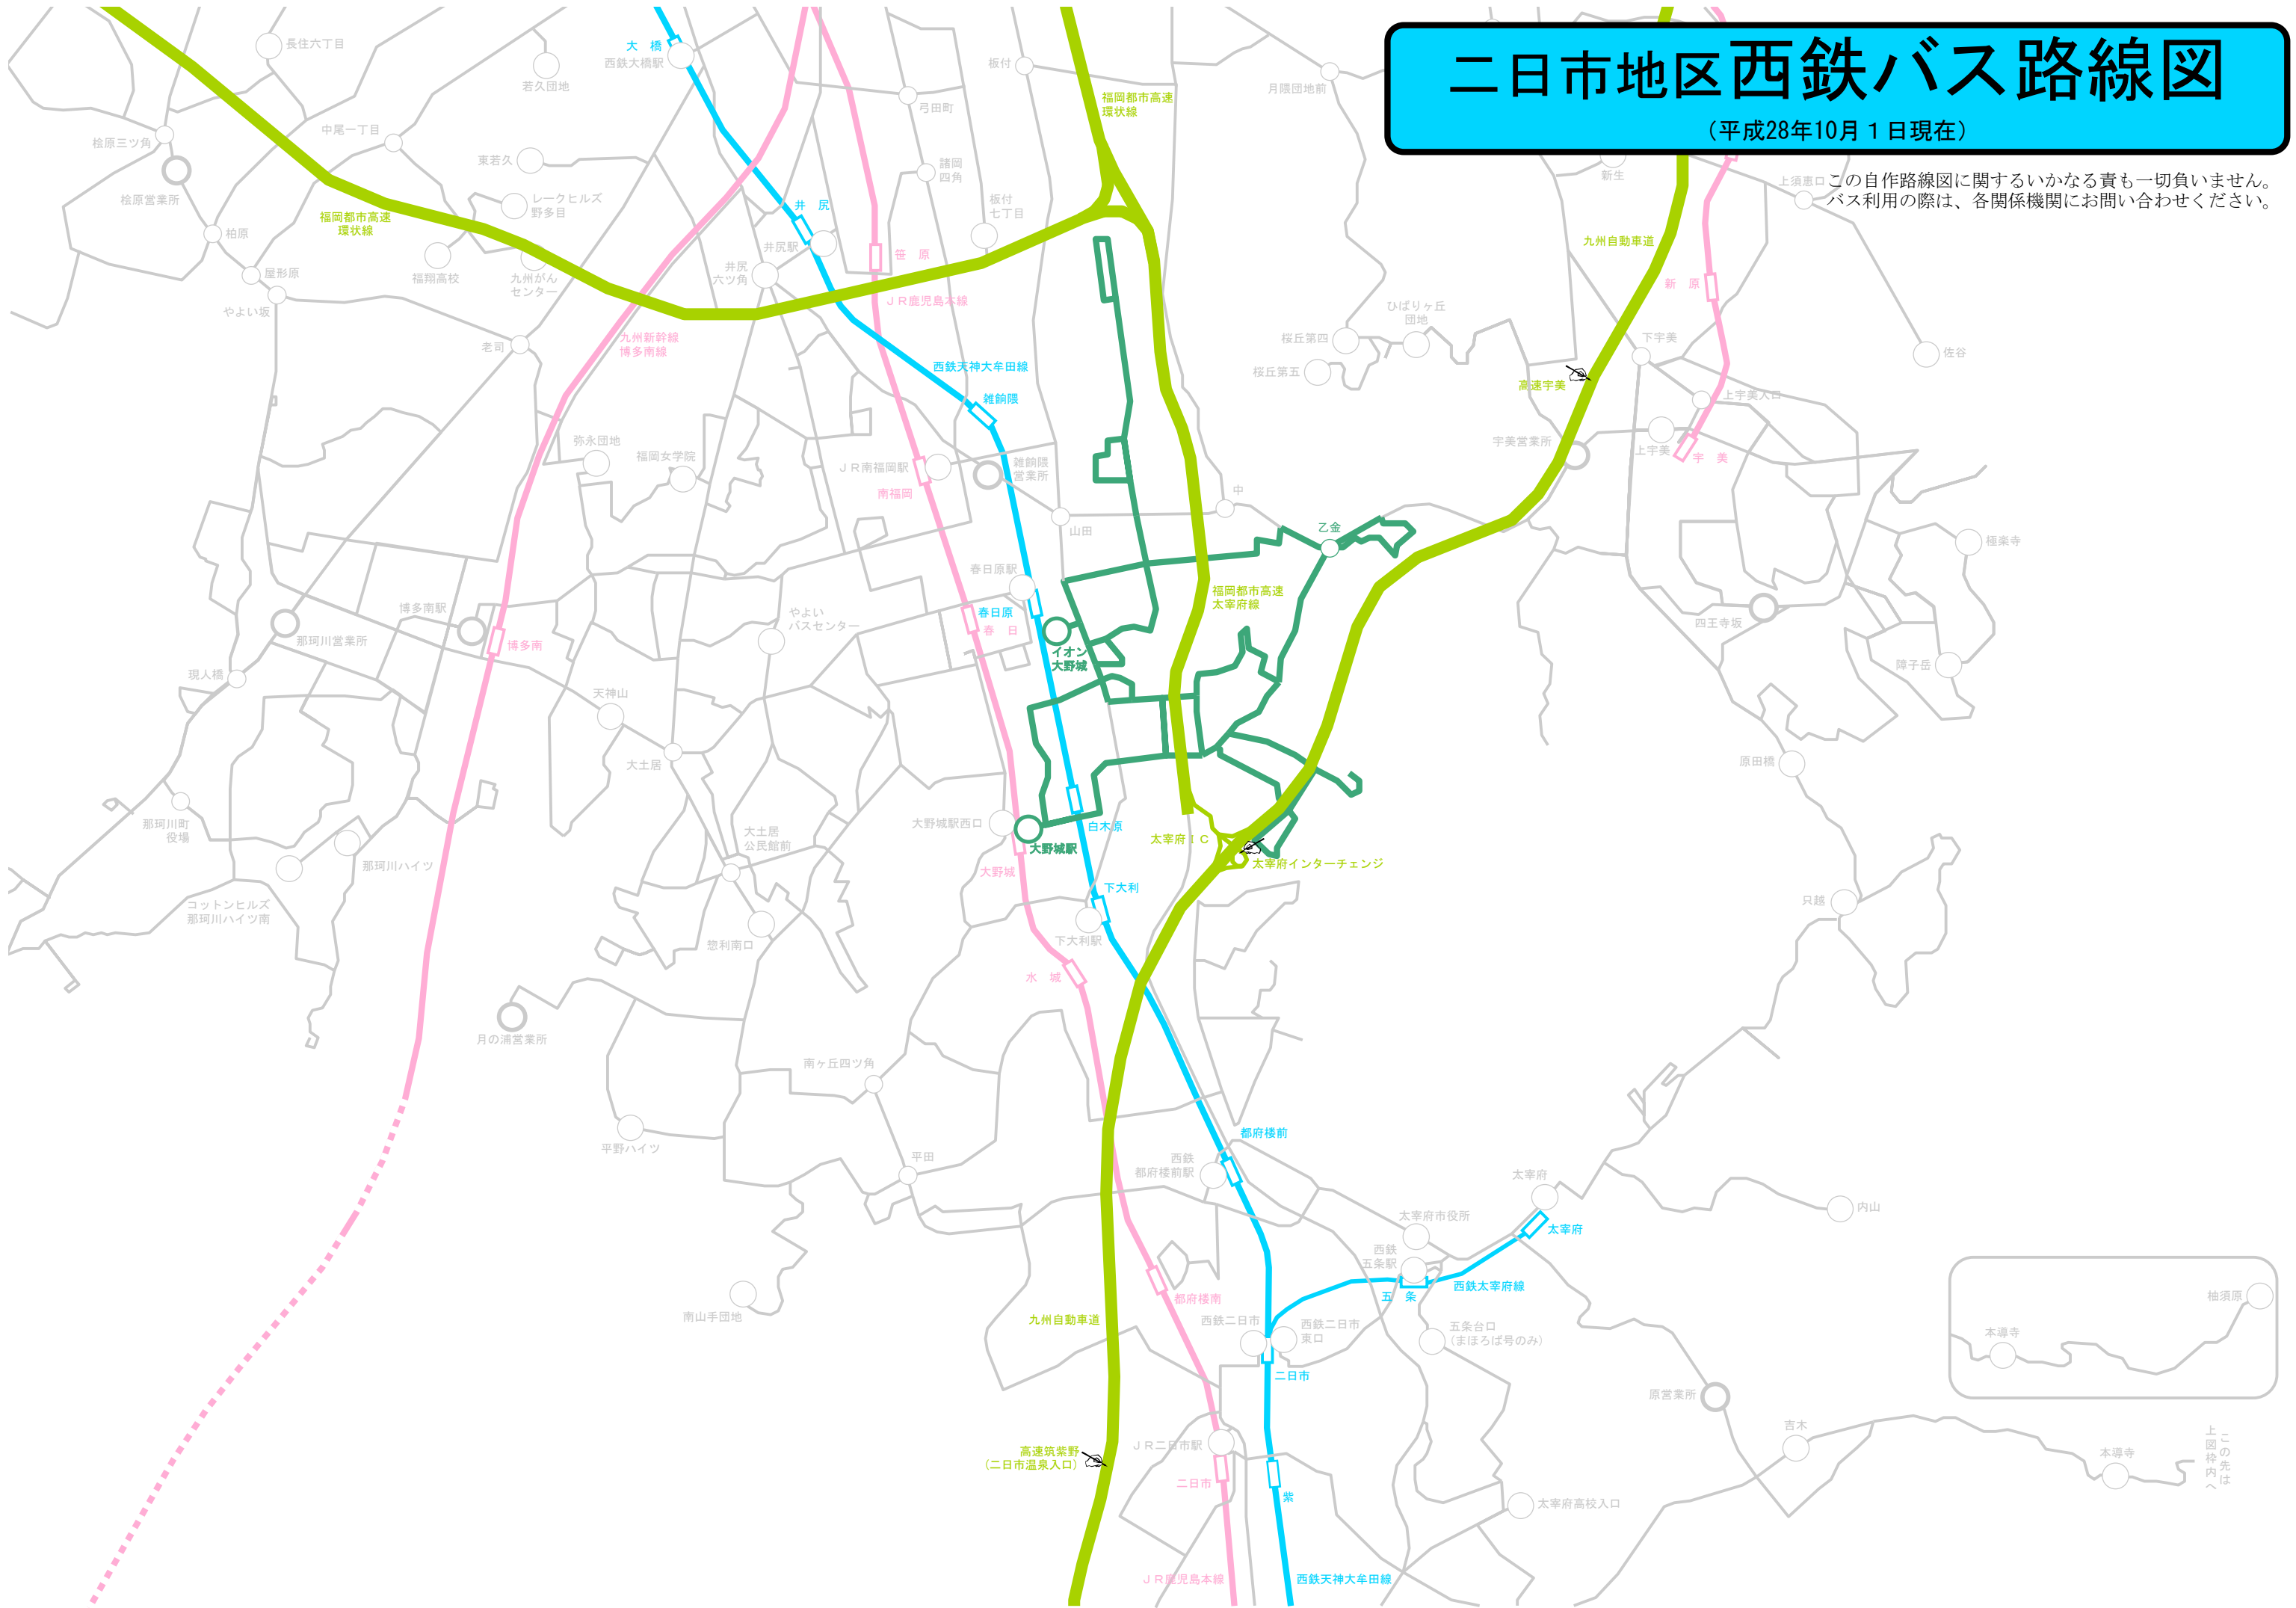 二日市地区西鉄バス路線図
(平成28年10月１日現在)
この自作路線図に関するいかなる責も一切負いません。
バス利用の際は、各関係機関にお問い合わせください。
長住六丁目
若久団地
大　橋
西鉄大橋駅
板付
月隈団地前
福岡都市高速
環状線
弓田町
中尾一丁目
桧原三ツ角
東若久
諸岡
四角
新生
上須恵口
桧原営業所
レークヒルズ
野多目
福岡都市高速
環状線
井　尻
井尻駅
板付
七丁目
九州自動車道
柏原
屋形原
福翔高校
九州がん
センター
井尻
六ツ角
笹　原
ＪＲ鹿児島本線
新　原
やよい坂
老司
九州新幹線
博多南線
西鉄天神大牟田線
ひばりヶ丘
団地
桜丘第四
桜丘第五
下宇美
佐谷
高速宇美
雑餉隈
上宇美入口
弥永団地
福岡女学院
ＪＲ南福岡駅
南福岡
雑餉隈
営業所
宇美営業所
上宇美
宇　美
中
山田
乙金
極楽寺
春日原駅
春日原
春　日
福岡都市高速
太宰府線
博多南駅
やよい
バスセンター
那珂川営業所
博多南
イオン
大野城
四王寺坂
障子岳
現人橋
天神山
大土居
原田橋
那珂川町
役場
大土居
公民館前
大野城駅西口
大野城駅
白木原
太宰府ＩＣ
太宰府インターチェンジ
那珂川ハイツ
大野城
下大利
只越
コットンヒルズ
那珂川ハイツ南
惣利南口
下大利駅
水　城
月の浦営業所
南ヶ丘四ツ角
平野ハイツ
平田
都府楼前
西鉄
都府楼前駅
太宰府
内山
太宰府市役所
太宰府
西鉄
五条駅
西鉄太宰府線
五　条
都府楼南
南山手団地
九州自動車道
西鉄二日市
西鉄二日市
東口
五条台口
(まほろば号のみ)
柚須原
本導寺
二日市
原営業所
吉木
高速筑紫野
(二日市温泉入口)
ＪＲ二日市駅
二日市
紫
太宰府高校入口
本導寺
この先は
上図枠内へ
ＪＲ鹿児島本線
西鉄天神大牟田線